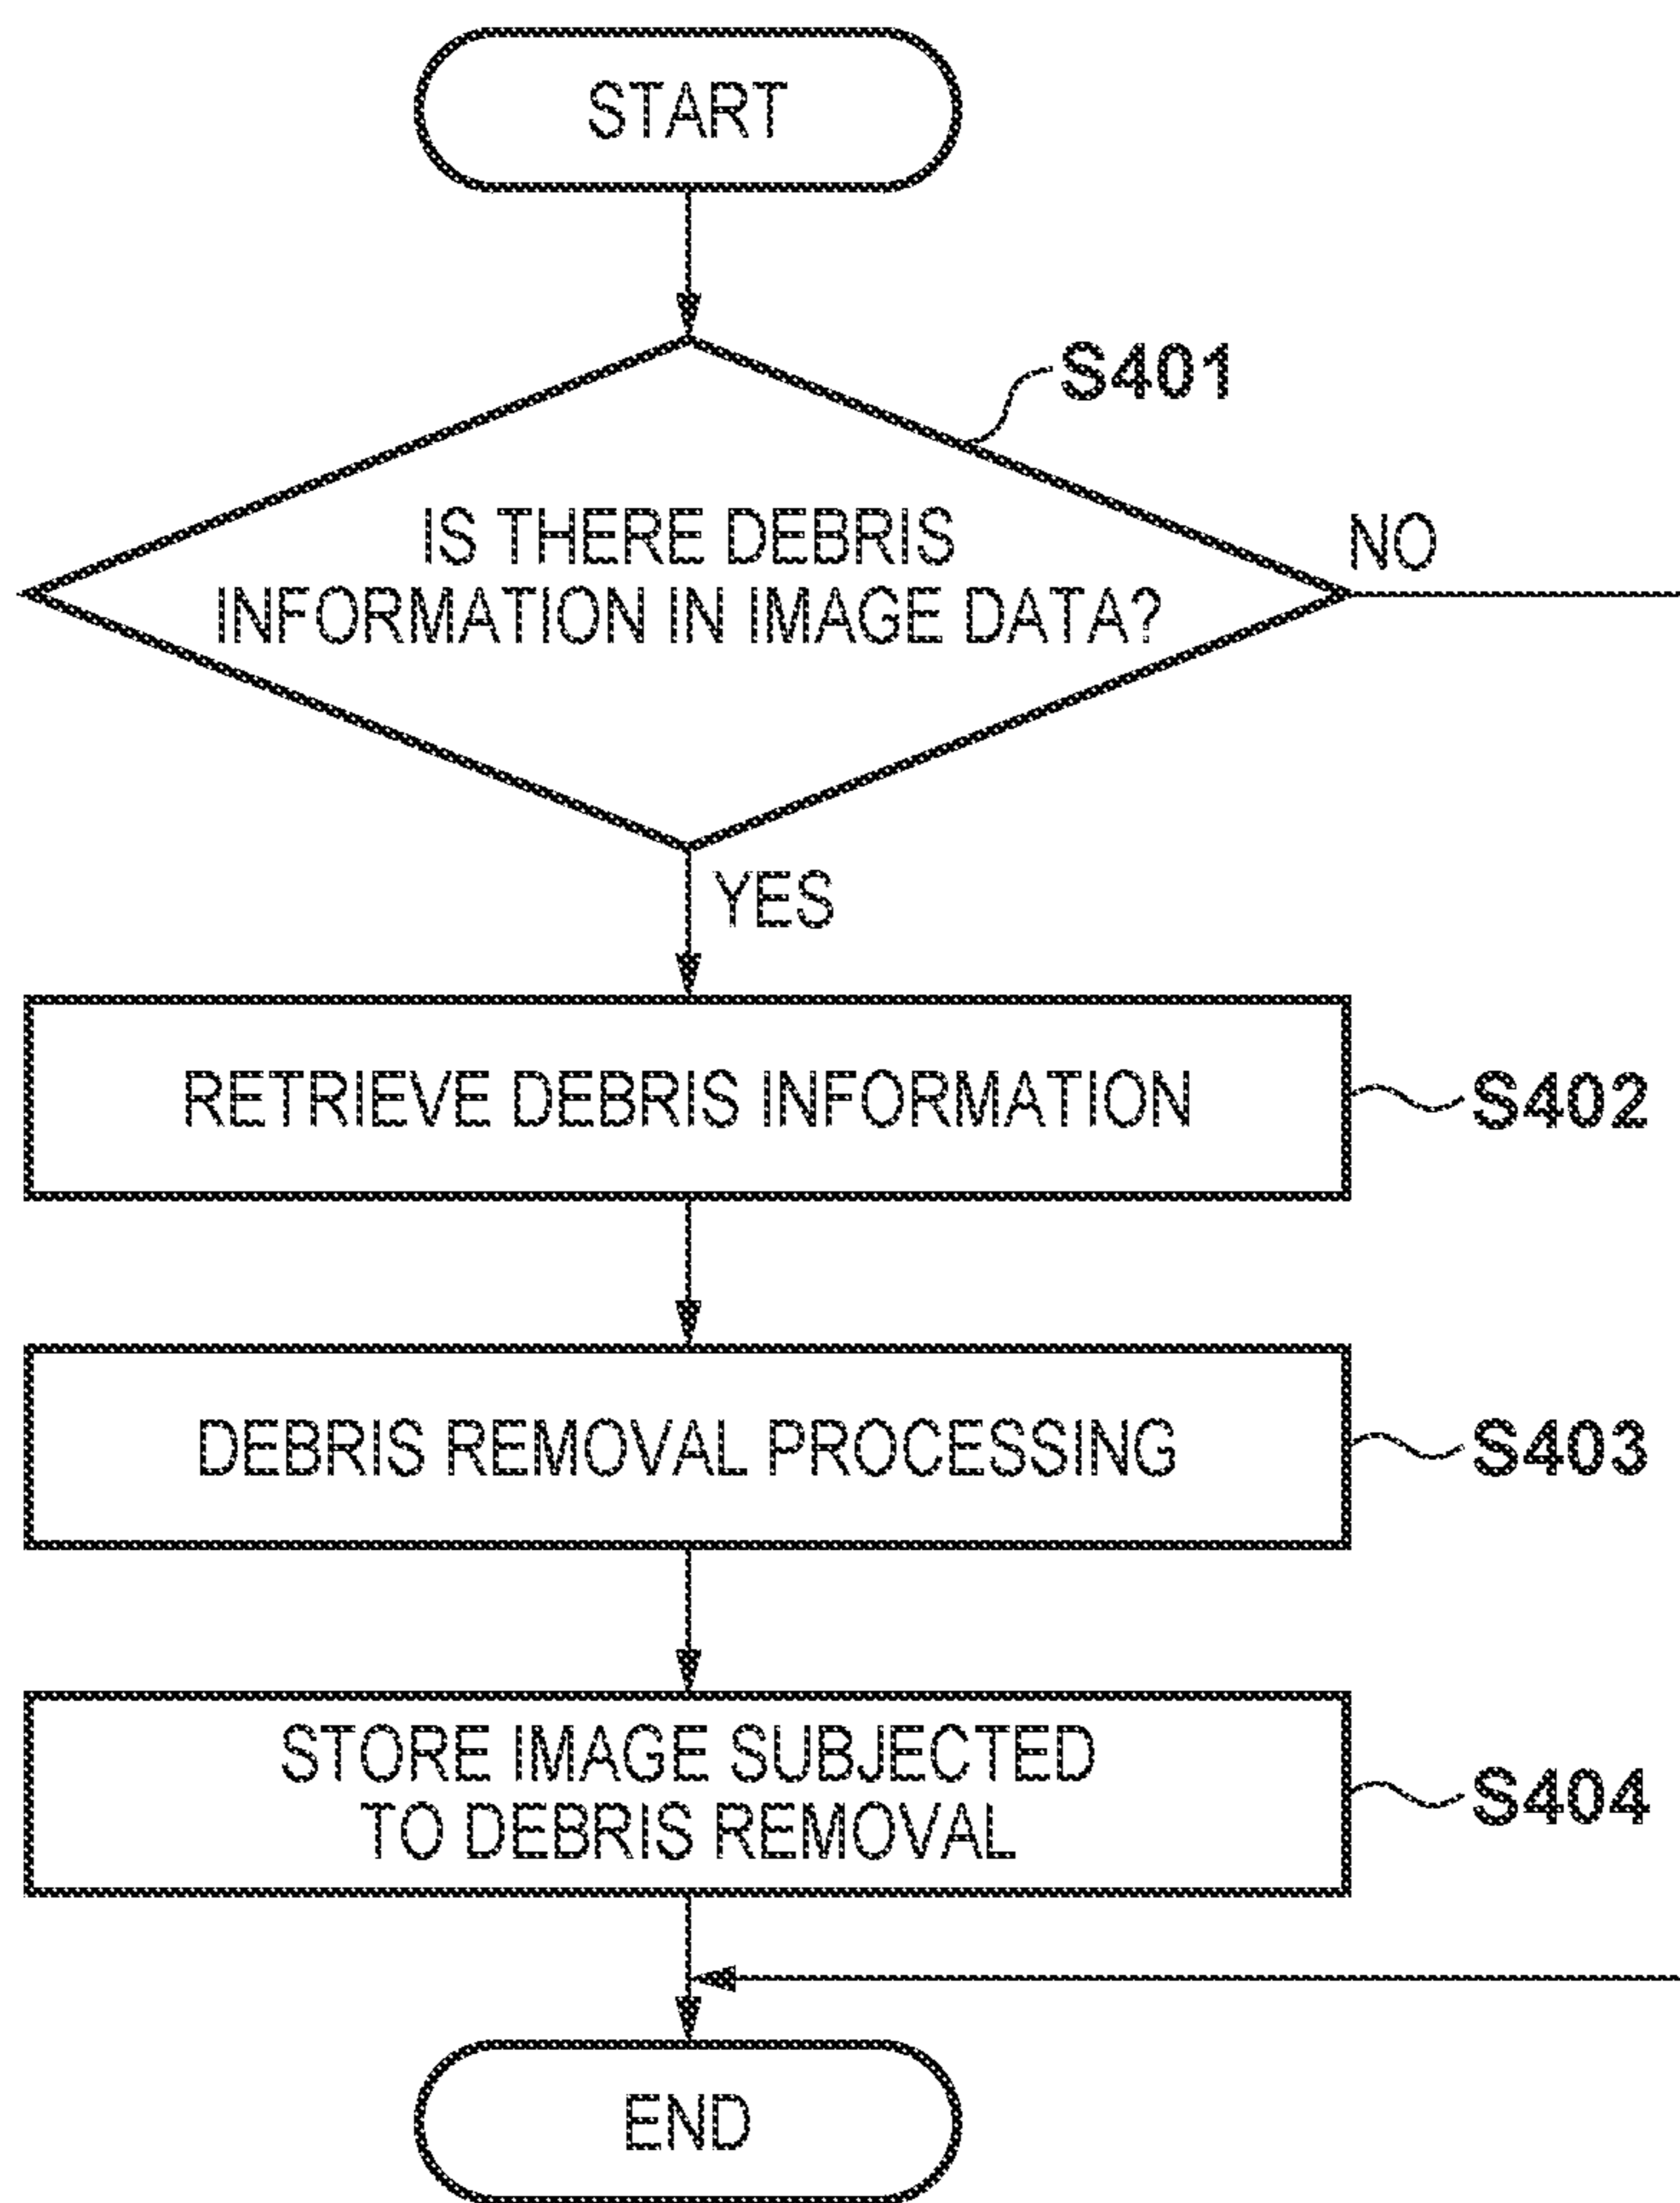 START
S401
IS THERE DEBRIS
INFORMATION IN IMAGE DATA?
NO
YES
RETRIEVE DEBRIS INFORMATION
S402
DEBRIS REMOVAL PROCESSING
S403
STORE IMAGE SUBJECTED
TO DEBRIS REMOVAL
S404
END